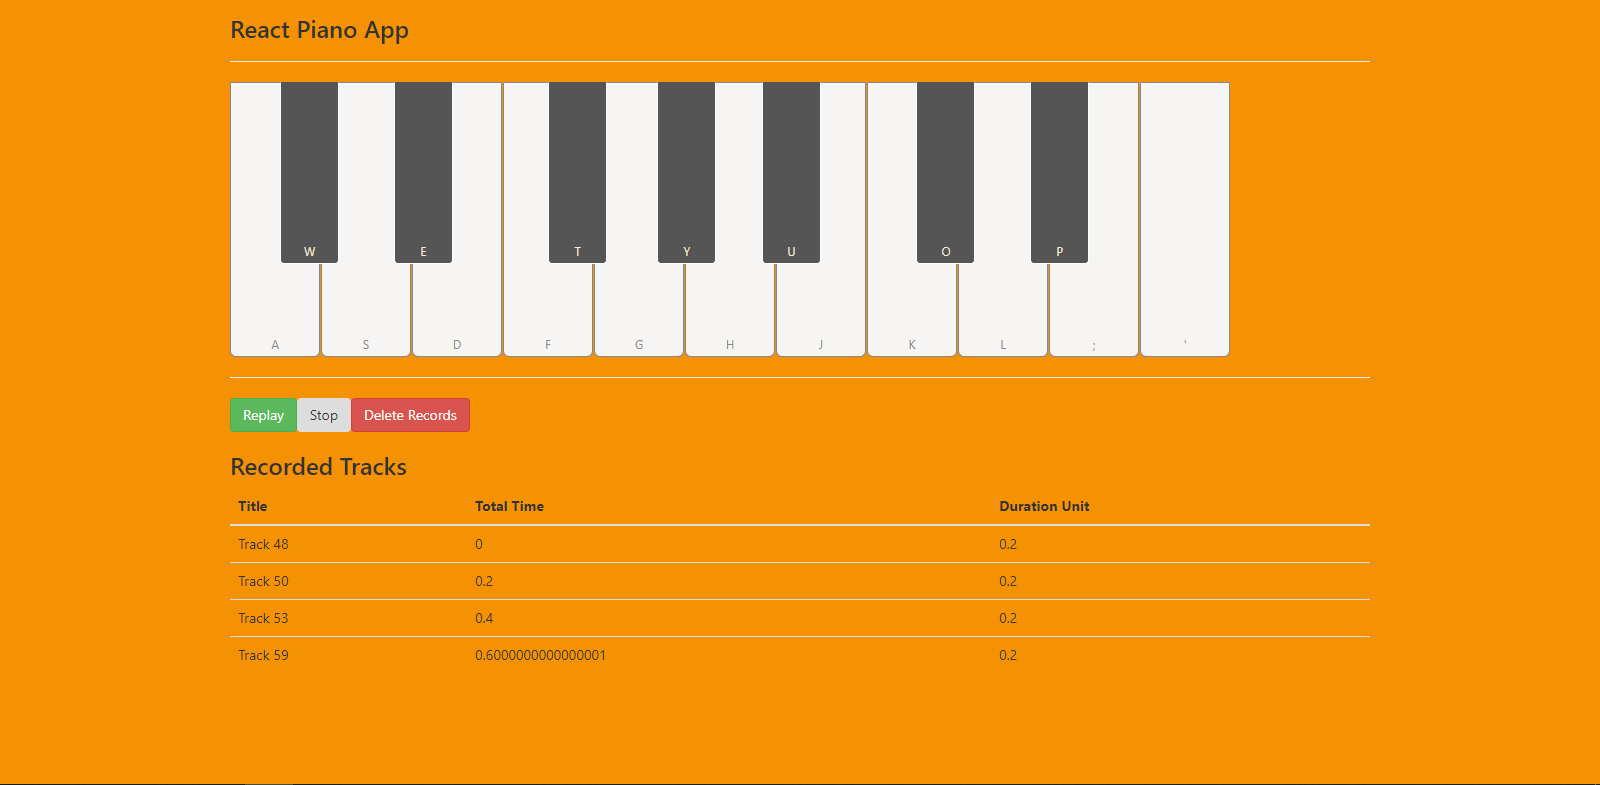 React Piano App
W E T Y U O P
A S D F G H J K L ; '
Replay Stop Delete Records
Recorded Tracks
Title Total Time Duration Unit
Track 48 0 0.2
Track 50 0.2 0.2
Track 53 0.4 0.2
Track 59 0.6000000000000001 0.2